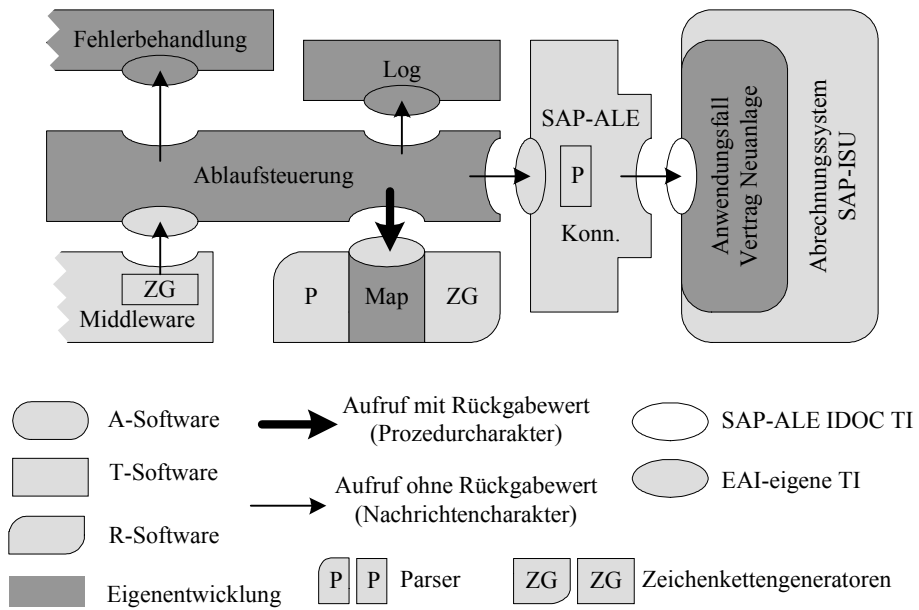 Fehlerbehandlung
Log
SAP-ALE
Ablaufsteuerung
P
Konn.
Anwendungsfall
Vertrag Neuanlage
Abrechnungssystem
SAP-ISU
ZG
Middleware
P
Map
ZG
A-Software
Aufruf mit Rückgabewert
(Prozedurcharakter)
SAP-ALE IDOC TI
T-Software
Aufruf ohne Rückgabewert
(Nachrichtencharakter)
EAI-eigene TI
R-Software
Eigenentwicklung
P P Parser
ZG ZG Zeichenkettengeneratoren